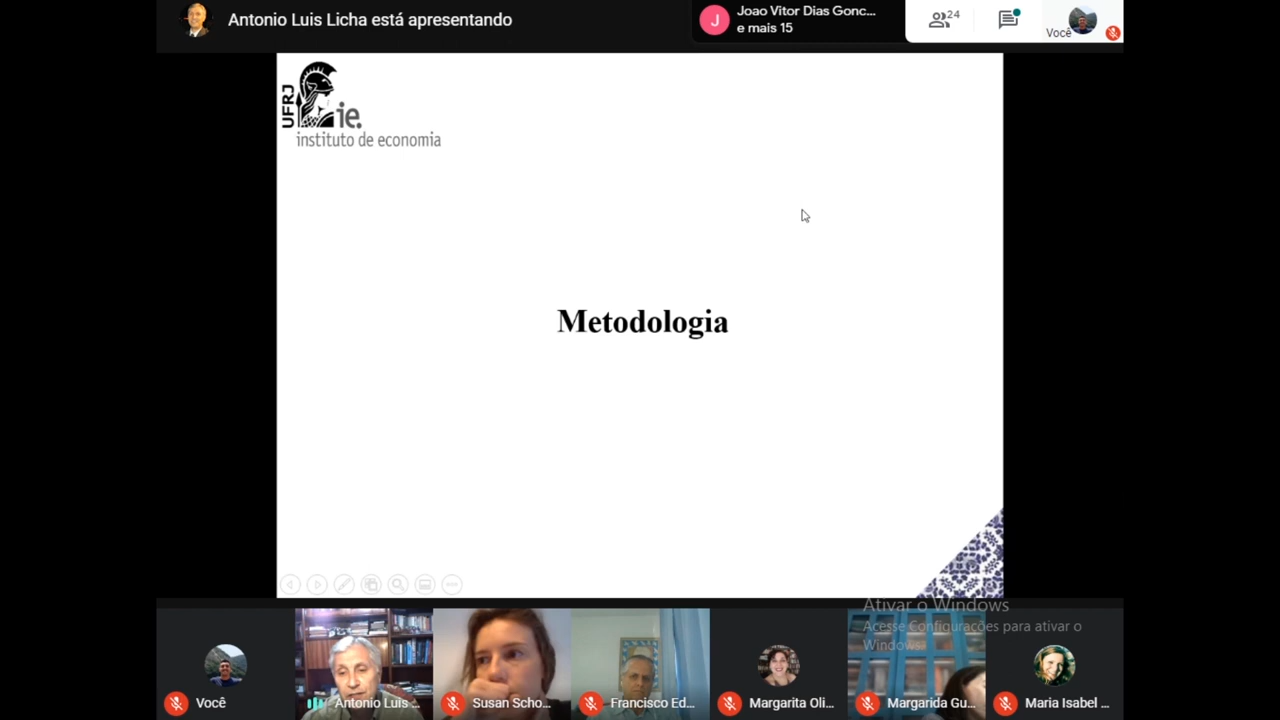 Antonio Luis Licha está apresentando
J
Joao Vitor Dias Gonc...
e mais 15
24
Você
UFRJ
ie.
instituto de economia
Metodologia
Ativar o Windows
Acesse Configurações para ativar o
Windows.
Você
Antonio Luis ...
Susan Scho...
Francisco Ed...
Margarita Oli...
Margarida Gu...
Maria Isabel ...